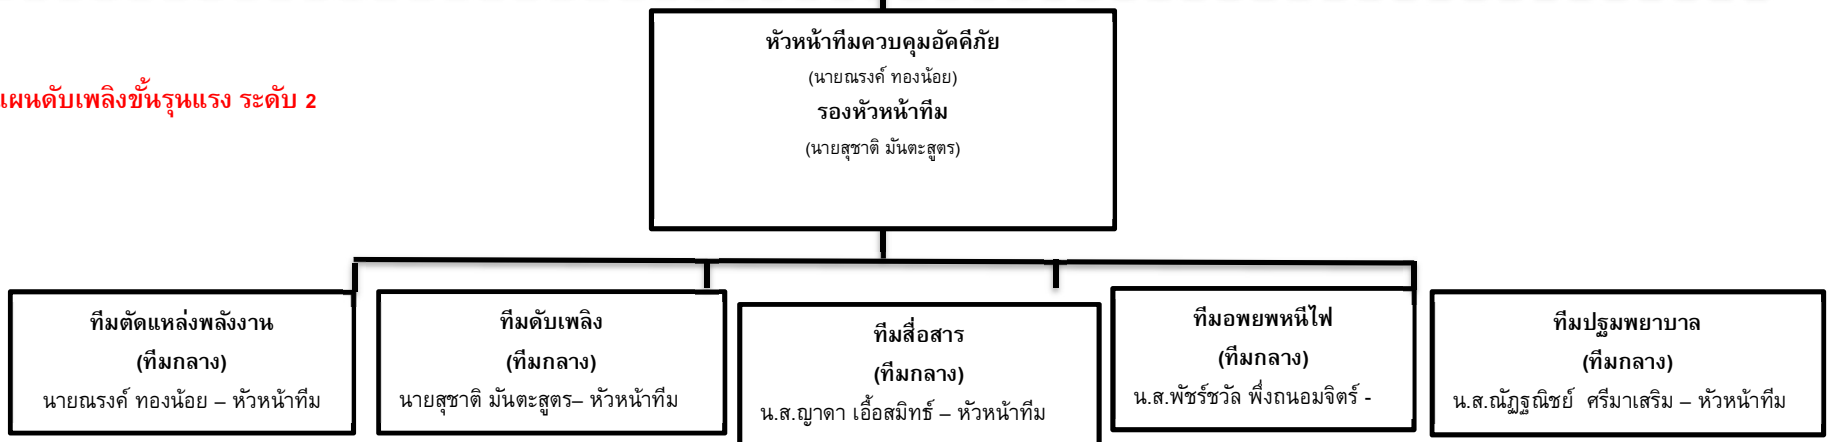 หัวหน้าทีมควบคุมอัคคีภัย
(นายณรงค์ ทองน้อย)
รองหัวหน้าทีม
(นายสุชาติ มันตะสูตร)
แผนดับเพลิงขั้นรุนแรง ระดับ 2
ทีมตัดแหล่งพลังงาน
(ทีมกลาง)
นายณรงค์ ทองน้อย – หัวหน้าทีม
ทีมดับเพลิง
(ทีมกลาง)
นายสุชาติ มันตะสูตร– หัวหน้าทีม
ทีมสื่อสาร
(ทีมกลาง)
น.ส.ญาดา เอื้อสมิทธ์ – หัวหน้าทีม
ทีมอพยพหนีไฟ
(ทีมกลาง)
น.ส.พัชร์ชวัล พึ่งถนอมจิตร์ -
ทีมปฐมพยาบาล
(ทีมกลาง)
น.ส.ณัฏฐณิชย์ ศรีมาเสริม – หัวหน้าทีม